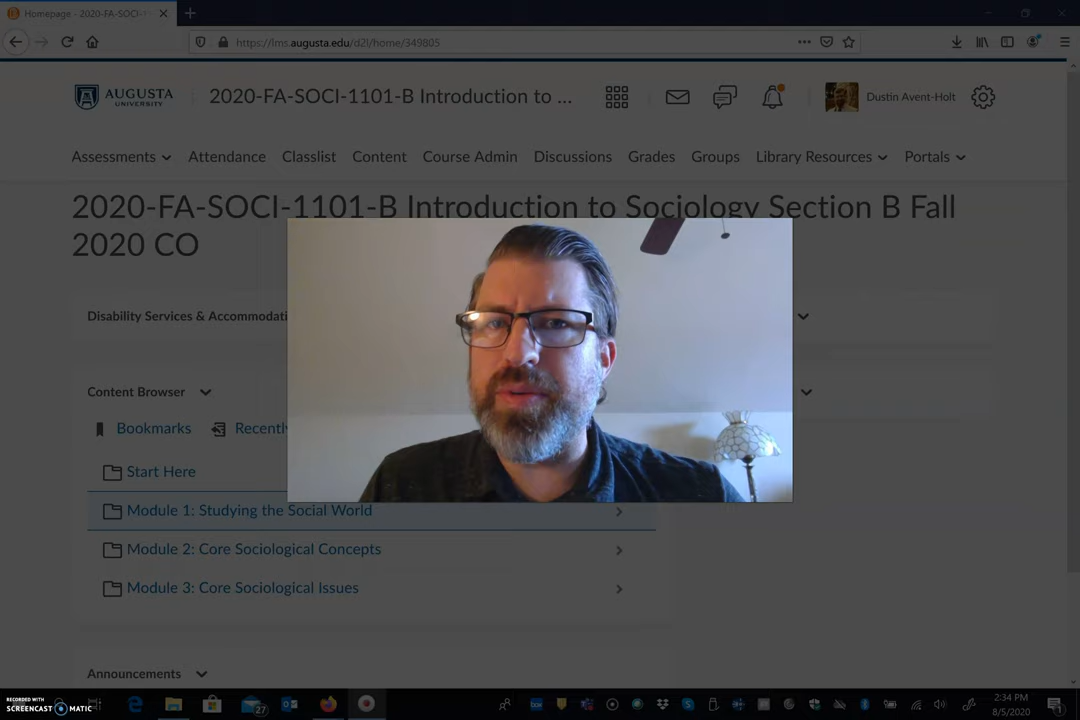 Homepage - 2020-FA-SOCI-1
https://lms.augusta.edu/d2l/home/349805
AUGUSTA UNIVERSITY
2020-FA-SOCI-1101-B Introduction to ...
Dustin Avent-Holt
Assessments Attendance Classlist Content Course Admin Discussions Grades Groups Library Resources Portals
2020-FA-SOCI-1101-B Introduction to Sociology Section B Fall
2020 CO
Disability Services & Accommodati
Content Browser
Bookmarks Recently
Start Here
Module 1: Studying the Social World
Module 2: Core Sociological Concepts
Module 3: Core Sociological Issues
Announcements
RECORDED WITH
SCREENCAST MATIC
27
2:34 PM
8/5/2020